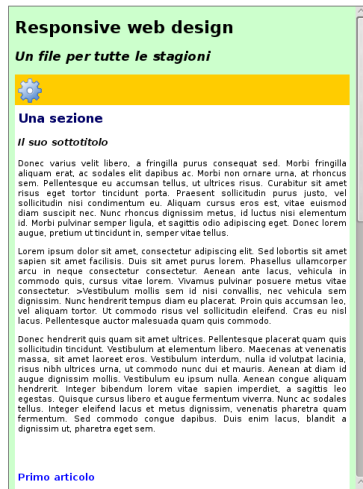 Responsive web design
Un file per tutte le stagioni
Una sezione
Il suo sottotitolo
Donec varius velit libero, a fringilla purus consequat sed. Morbi fringilla
aliquam erat, ac sodales elit dapibus ac. Morbi non ornare urna, at rhoncus
sem. Pellentesque eu accumsan tellus, ut ultrices risus. Curabitur sit amet
risus eget tortor tincidunt porta. Praesent sollicitudin purus justo, vel
sollicitudin nisi condimentum eu. Aliquam cursus eros est, vitae euismod
diam suscipit nec. Nunc rhoncus dignissim metus, id luctus nisi elementum
id. Morbi pulvinar semper ligula, et sagittis odio adipiscing eget. Donec lorem
augue, pretium ut tincidunt in, semper vitae tellus.
Lorem ipsum dolor sit amet, consectetur adipiscing elit. Sed lobortis sit amet
sapien sit amet facilisis. Duis sit amet purus lorem. Phasellus ullamcorper
arcu in neque consectetur consectetur. Aenean ante lacus, vehicula in
commodo quis, cursus vitae lorem. Vivamus pulvinar posuere metus vitae
consectetur. >Vestibulum mollis sem id nisi convallis, nec vehicula sem
dignissim. Nunc hendrerit tempus diam eu placerat. Proin quis accumsan leo,
vel aliquam tortor. Ut commodo risus vel sollicitudin eleifend. Cras eu nisl
lacus. Pellentesque auctor malesuada quam quis commodo.
Donec hendrerit quis quam sit amet ultrices. Pellentesque placerat quam quis
sollicitudin tincidunt. Vestibulum at elementum libero. Maecenas at venenatis
massa, sit amet laoreet eros. Vestibulum interdum, nulla id volutpat lacinia,
risus nibh ultrices urna, ut commodo nunc dui et mauris. Aenean at diam id
augue dignissim mollis. Vestibulum eu ipsum nulla. Aenean congue aliquam
hendrerit. Integer bibendum lorem vitae sapien imperdiet, a sagittis leo
egestas. Quisque cursus libero et augue fermentum viverra. Nunc ac sodales
tellus. Integer eleifend lacus et metus dignissim, venenatis pharetra quam
fermentum. Sed commodo congue dapibus. Duis enim lacus, blandit a
dignissim ut, pharetra eget sem.
Primo articolo